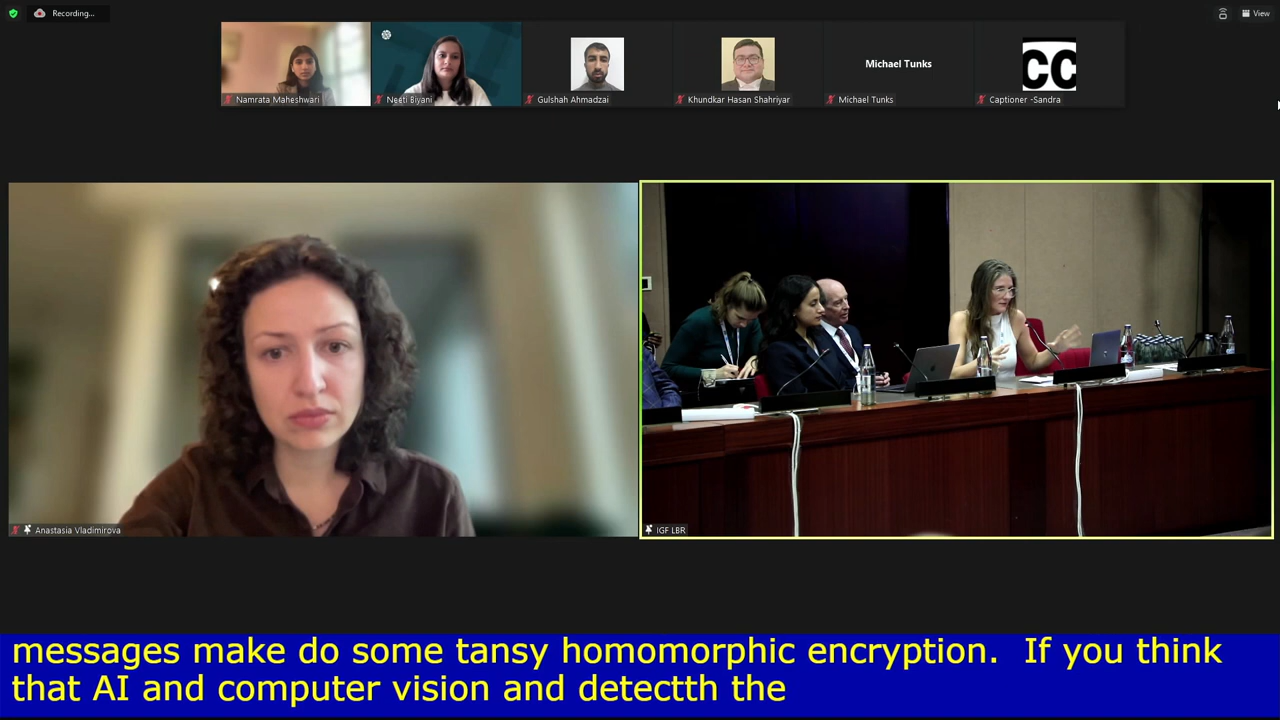 Recording...
View
Namrata Maheshwari
Neeti Biyani
Gulshah Ahmadzai
Khundkar Hasan Shahriyar
Michael Tunks
Michael Tunks
CC
Captioner -Sandra
Anastasia Vladimirova
IGF LBR
messages make do some tansy homomorphic encryption. If you think
that AI and computer vision and detectth the